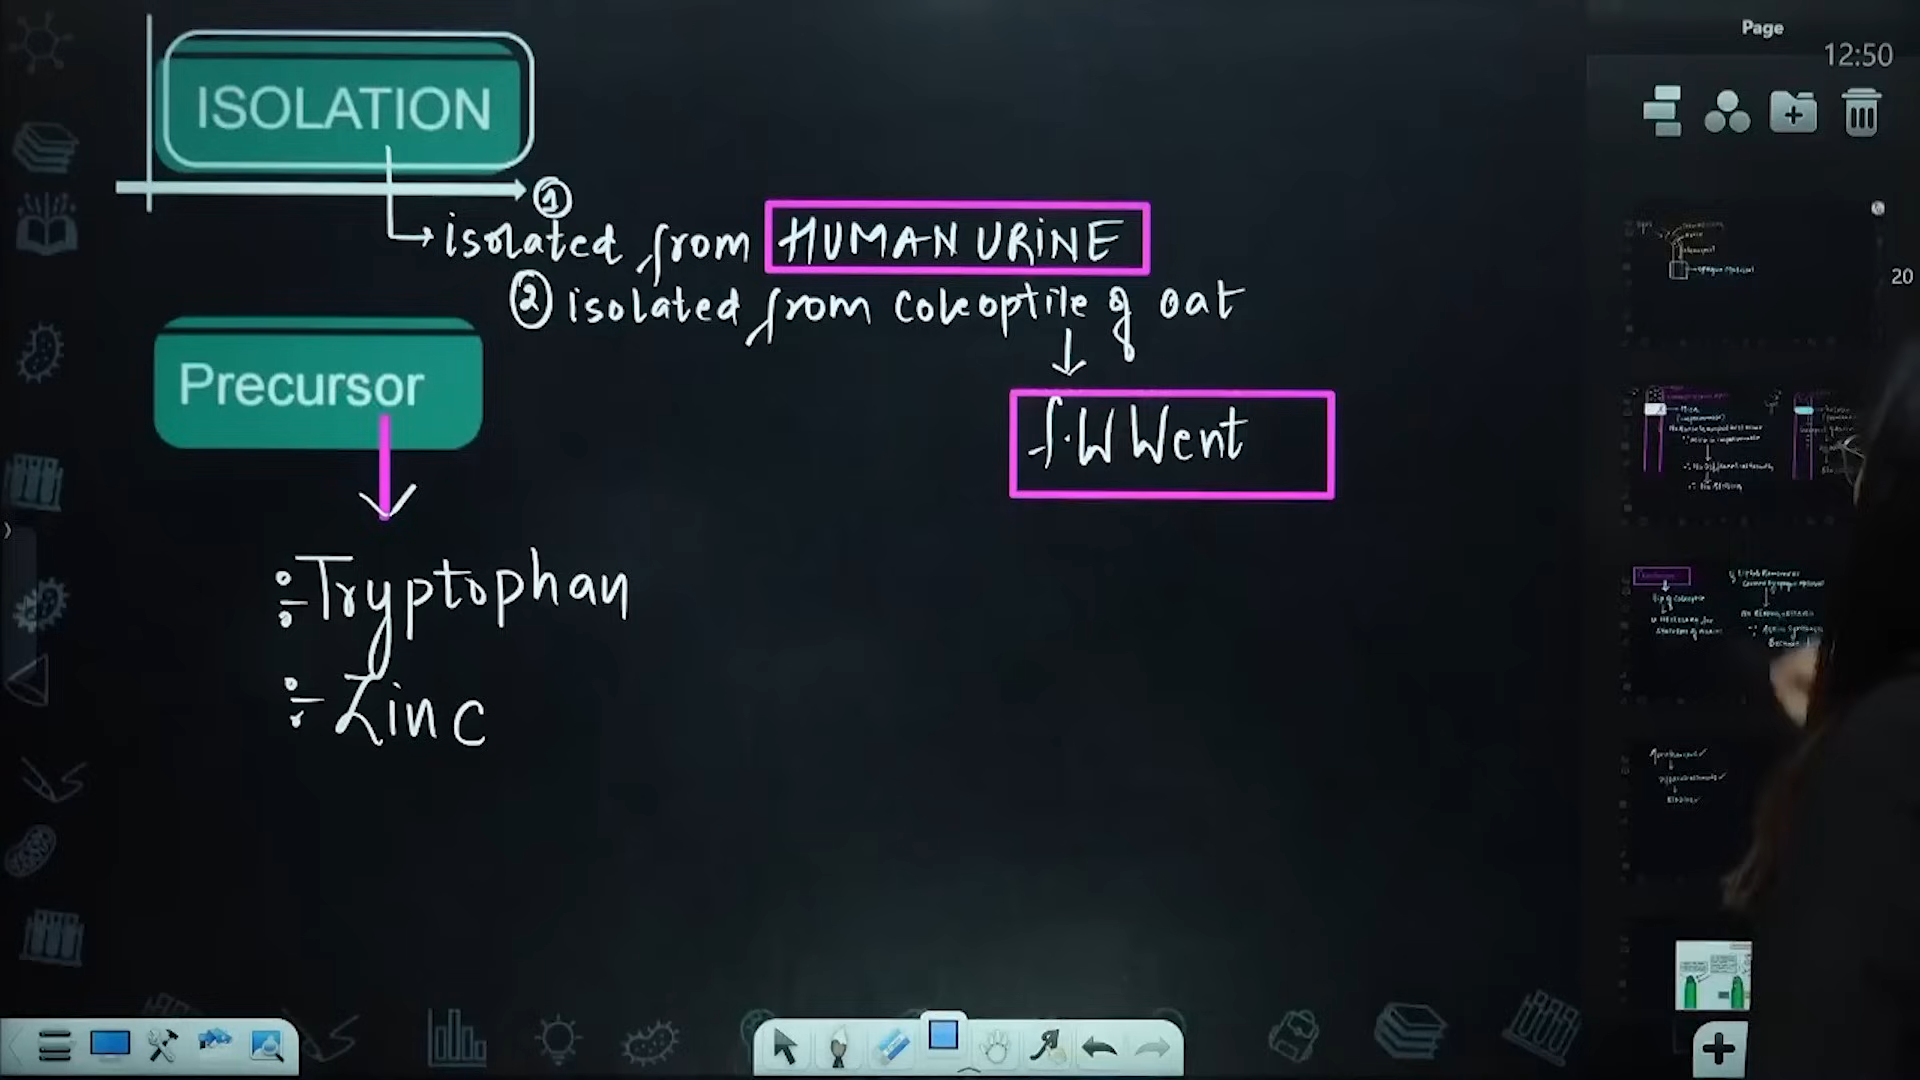 Page
12:50
ISOLATION
① isolated from HUMAN URINE
② isolated from coleoptile of oat
20
Precursor
F.W Went
Tryptophan
Zinc